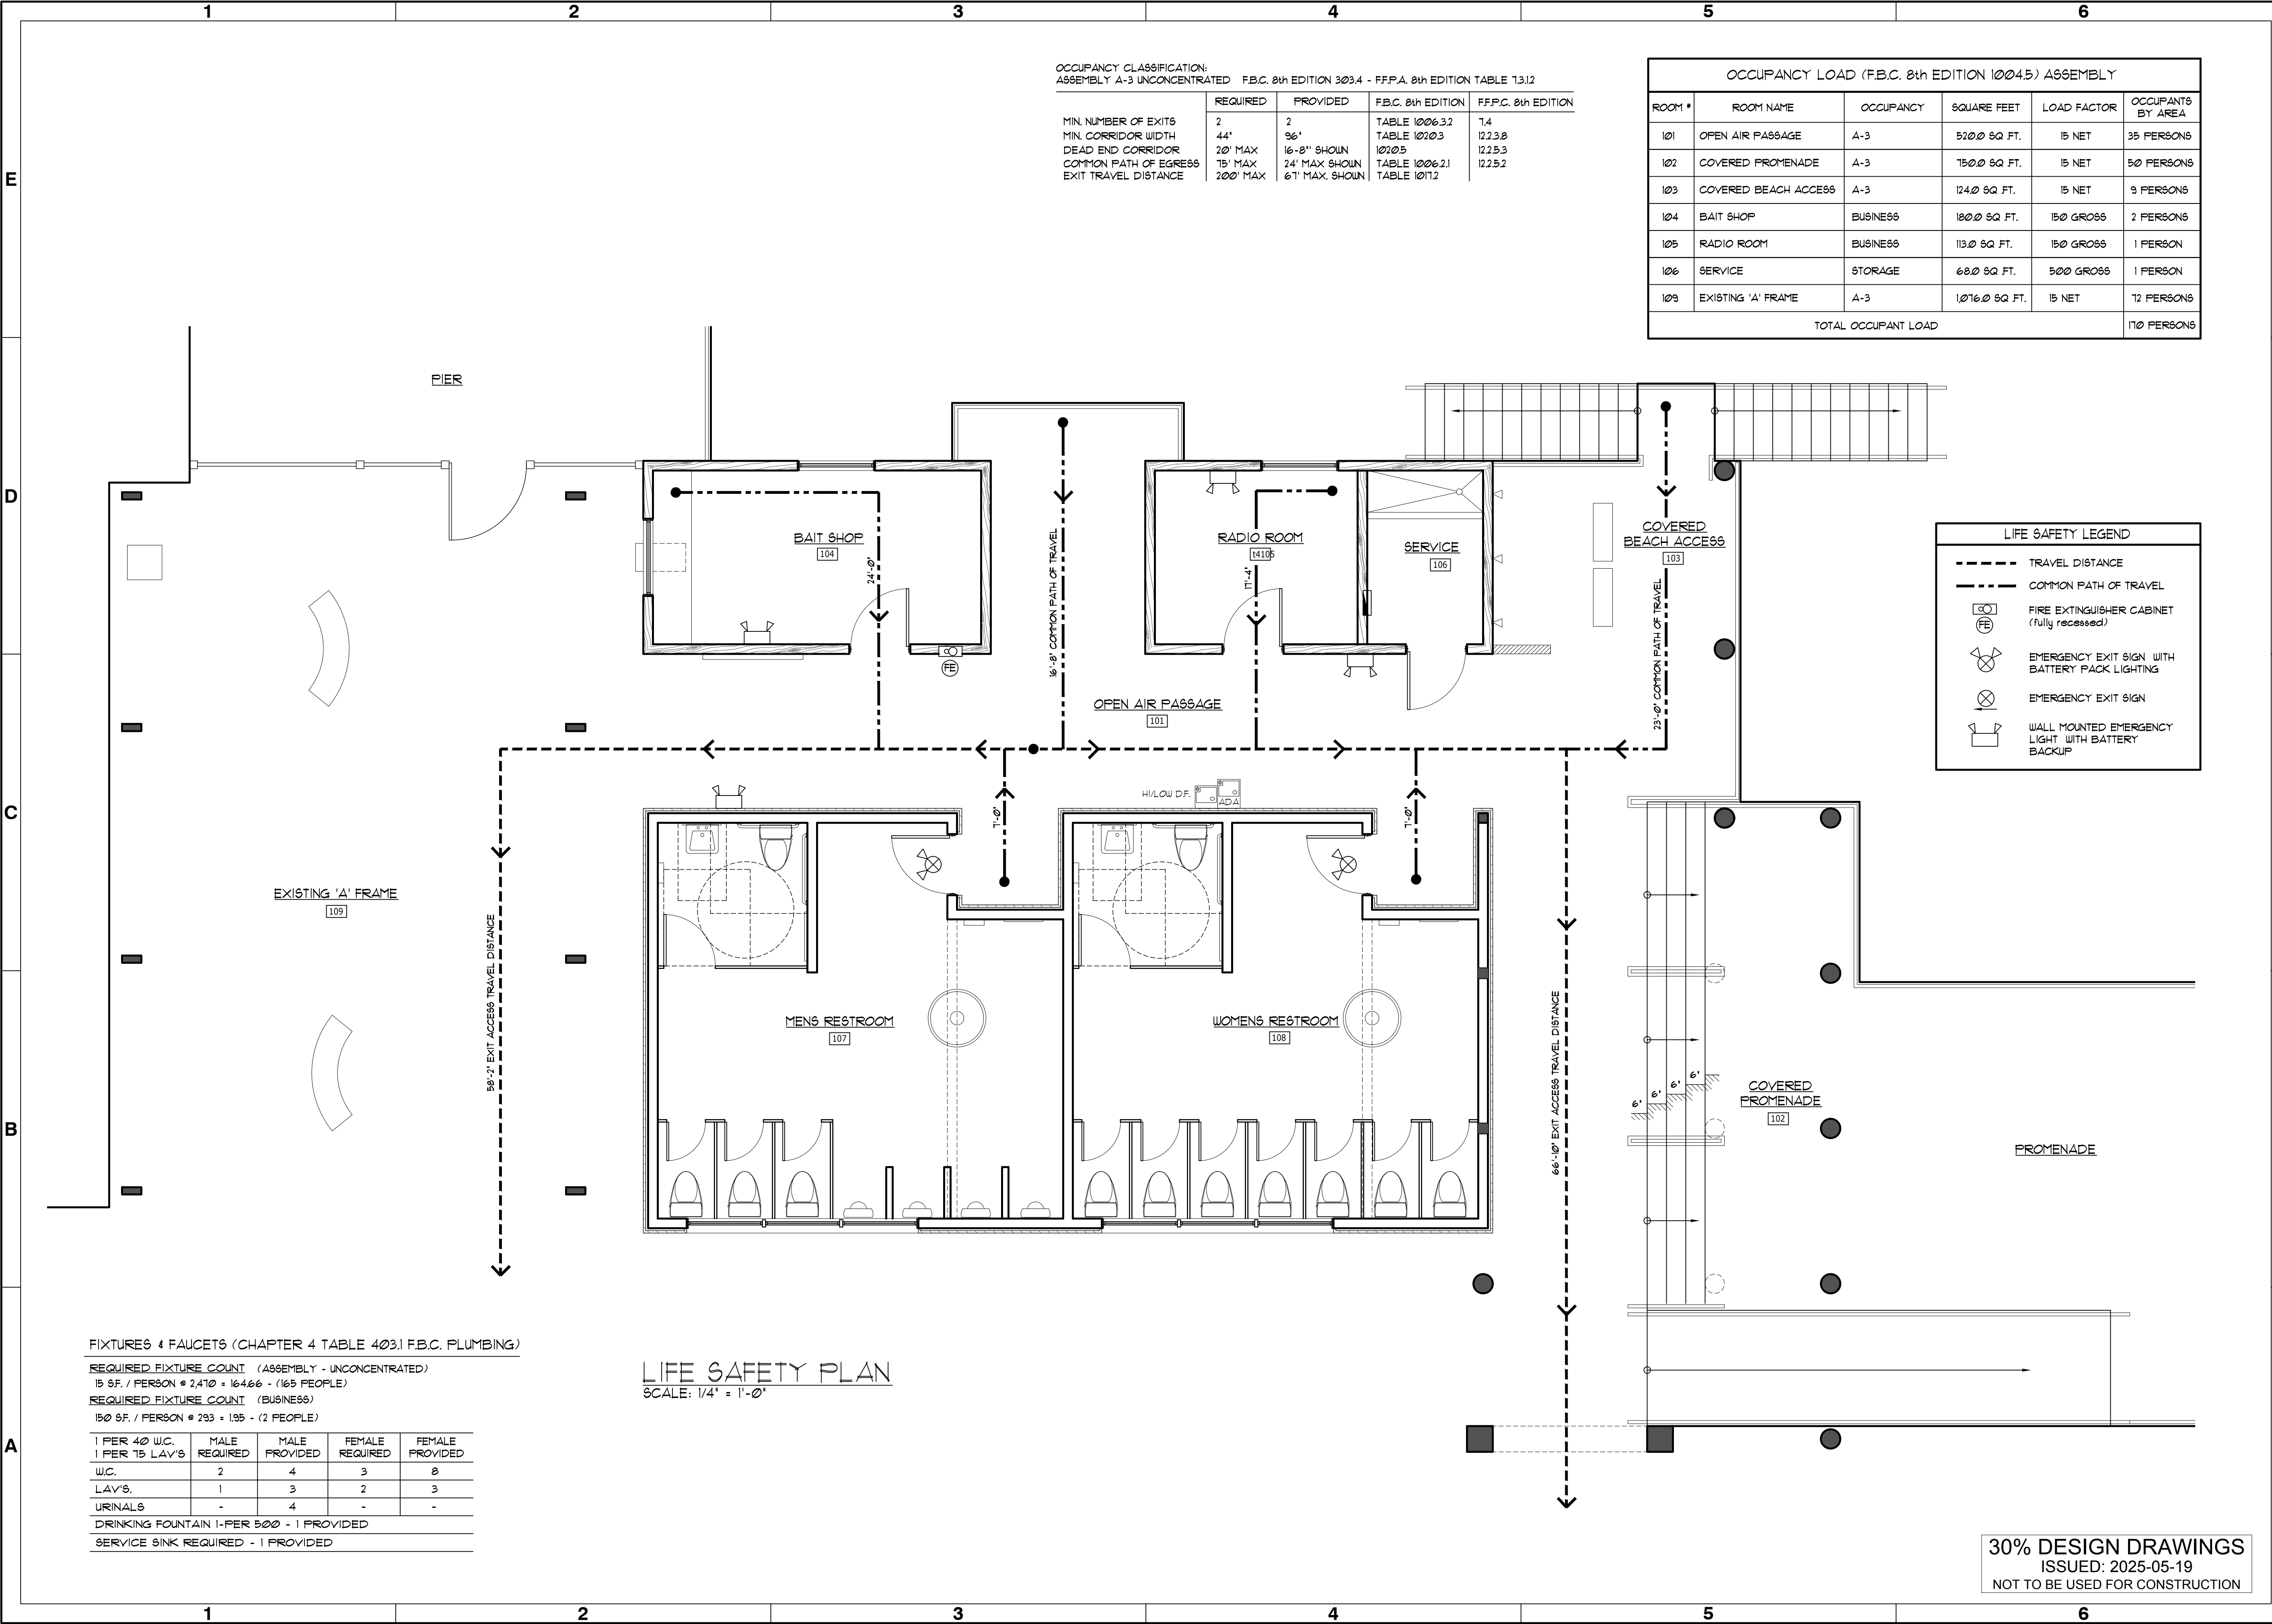 1 2 3 4 5 6
OCCUPANCY CLASSIFICATION:
ASSEMBLY A-3 UNCONCENTRATED F.B.C. 8th EDITION 303.4 - F.F.P.A. 8th EDITION TABLE 7.3.1.2
REQUIRED PROVIDED F.B.C. 8th EDITION F.F.P.C. 8th EDITION
MIN. NUMBER OF EXITS 2 2 TABLE 1006.3.2 7.4
MIN. CORRIDOR WIDTH 44" 96" TABLE 1020.3 12.2.3.8
DEAD END CORRIDOR 20' MAX 16-8" SHOWN 1020.5 12.2.5.3
COMMON PATH OF EGRESS 75' MAX 24' MAX SHOWN TABLE 1006.2.1 12.2.5.2
EXIT TRAVEL DISTANCE 200' MAX 67' MAX. SHOWN TABLE 1017.2
OCCUPANCY LOAD (F.B.C. 8th EDITION 1004.5) ASSEMBLY
ROOM # ROOM NAME OCCUPANCY SQUARE FEET LOAD FACTOR OCCUPANTS
BY AREA
101 OPEN AIR PASSAGE A-3 520.0 SQ .FT. 15 NET 35 PERSONS
102 COVERED PROMENADE A-3 750.0 SQ .FT. 15 NET 50 PERSONS
103 COVERED BEACH ACCESS A-3 124.0 SQ .FT. 15 NET 9 PERSONS
104 BAIT SHOP BUSINESS 180.0 SQ .FT. 150 GROSS 2 PERSONS
105 RADIO ROOM BUSINESS 113.0 SQ .FT. 150 GROSS 1 PERSON
106 SERVICE STORAGE 68.0 SQ .FT. 500 GROSS 1 PERSON
109 EXISTING 'A' FRAME A-3 1,076.0 SQ .FT. 15 NET 72 PERSONS
TOTAL OCCUPANT LOAD 170 PERSONS
E
D
C
B
A
PIER
BAIT SHOP
104
24'-0"
16'-8" COMMON PATH OF TRAVEL
RADIO ROOM
t4105
17'-4"
SERVICE
106
COVERED
BEACH ACCESS
103
23'-0" COMMON PATH OF TRAVEL
LIFE SAFETY LEGEND
TRAVEL DISTANCE
COMMON PATH OF TRAVEL
FE
FIRE EXTINGUISHER CABINET
(fully recessed)
EMERGENCY EXIT SIGN WITH
BATTERY PACK LIGHTING
EMERGENCY EXIT SIGN
WALL MOUNTED EMERGENCY
LIGHT WITH BATTERY
BACKUP
FE
OPEN AIR PASSAGE
101
HI/LOW D.F.
ADA
7'-0"
7'-0"
EXISTING 'A' FRAME
109
58'-2" EXIT ACCESS TRAVEL DISTANCE
MENS RESTROOM
107
WOMENS RESTROOM
108
66'-10" EXIT ACCESS TRAVEL DISTANCE
6" 6" 6" 6"
COVERED
PROMENADE
102
PROMENADE
FIXTURES & FAUCETS (CHAPTER 4 TABLE 403.1 F.B.C. PLUMBING)
REQUIRED FIXTURE COUNT (ASSEMBLY - UNCONCENTRATED)
15 S.F. / PERSON @ 2,470 = 164.66 - (165 PEOPLE)
REQUIRED FIXTURE COUNT (BUSINESS)
150 S.F. / PERSON @ 293 = 1.95 - (2 PEOPLE)
1 PER 40 W.C. MALE MALE FEMALE FEMALE
1 PER 75 LAV'S REQUIRED PROVIDED REQUIRED PROVIDED
W.C. 2 4 3 8
LAV'S. 1 3 2 3
URINALS - 4 - -
DRINKING FOUNTAIN 1-PER 500 - 1 PROVIDED
SERVICE SINK REQUIRED - 1 PROVIDED
LIFE SAFETY PLAN
SCALE: 1/4" = 1'-0"
30% DESIGN DRAWINGS
ISSUED: 2025-05-19
NOT TO BE USED FOR CONSTRUCTION
1 2 3 4 5 6